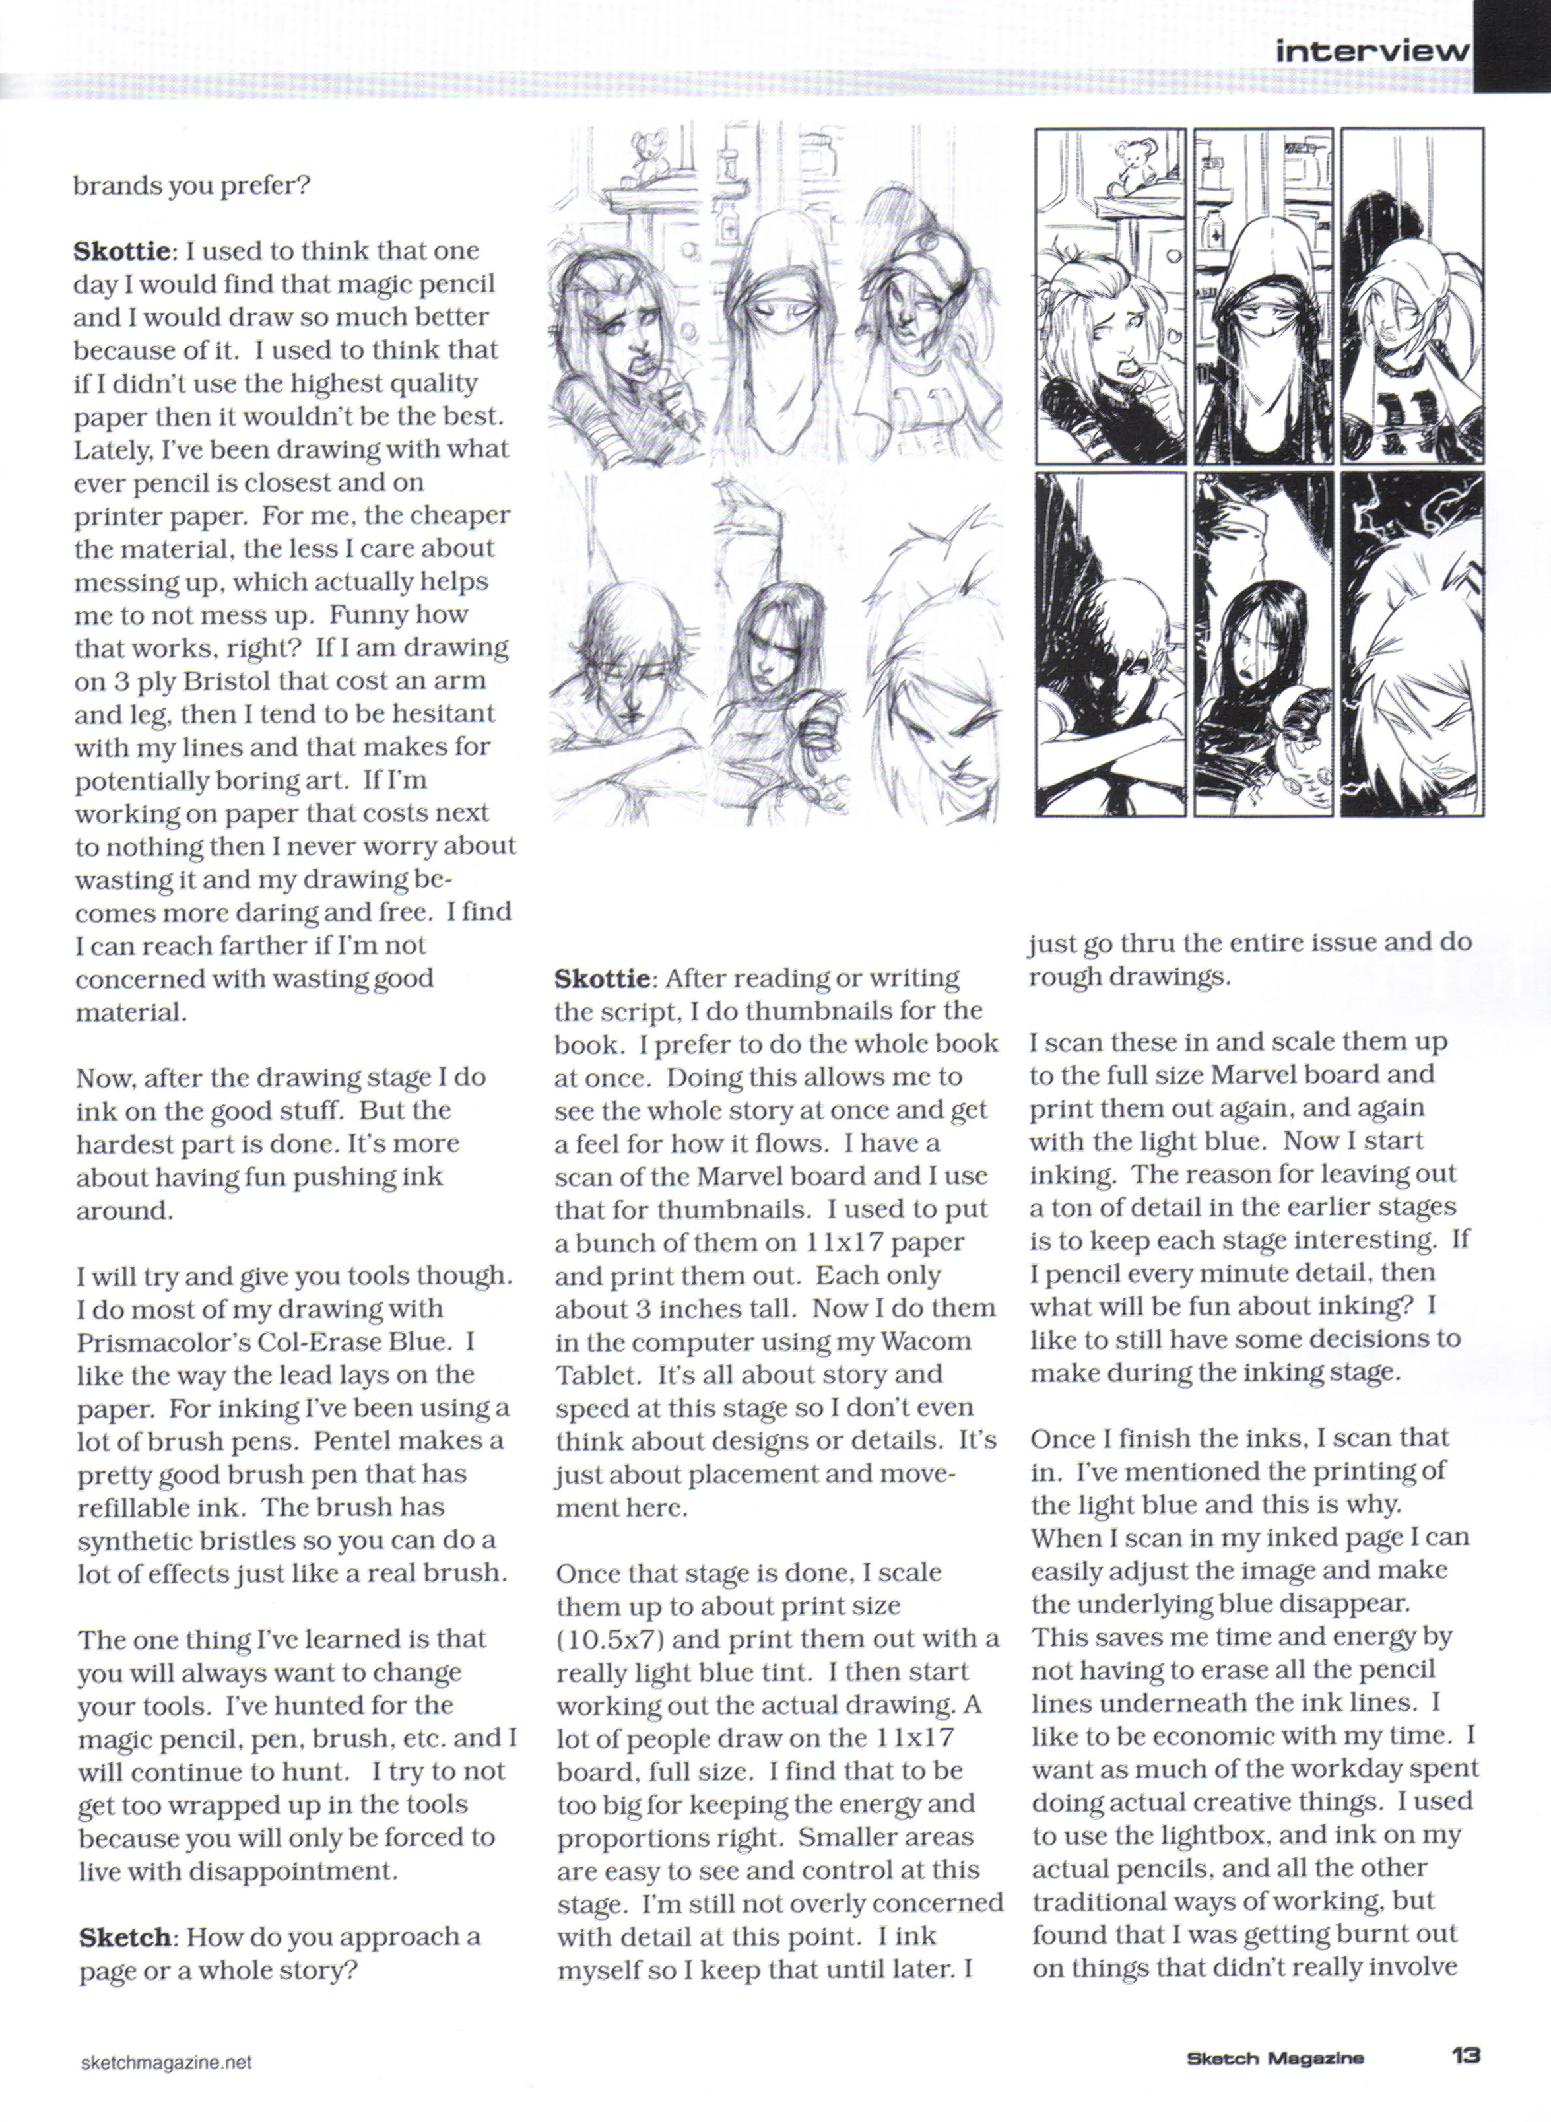 interview
brands you prefer?
Skottie: I used to think that one
day I would find that magic pencil
and I would draw so much better
because of it.  I used to think that
if I didn't use the highest quality
paper then it wouldn't be the best.
Lately, I've been drawing with what
ever pencil is closest and on
printer paper.  For me, the cheaper
the material, the less I care about
messing up, which actually helps
me to not mess up.  Funny how
that works, right?  If I am drawing
on 3 ply Bristol that cost an arm
and leg, then I tend to be hesitant
with my lines and that makes for
potentially boring art.  If I'm
working on paper that costs next
to nothing then I never worry about
wasting it and my drawing be-
comes more daring and free.  I find
I can reach farther if I'm not
concerned with wasting good
material.
Now, after the drawing stage I do
ink on the good stuff.  But the
hardest part is done. It's more
about having fun pushing ink
around.
I will try and give you tools though.
I do most of my drawing with
Prismacolor's Col-Erase Blue.  I
like the way the lead lays on the
paper.  For inking I've been using a
lot of brush pens.  Pentel makes a
pretty good brush pen that has
refillable ink.  The brush has
synthetic bristles so you can do a
lot of effects just like a real brush.
The one thing I've learned is that
you will always want to change
your tools.  I've hunted for the
magic pencil, pen, brush, etc. and I
will continue to hunt.   I try to not
get too wrapped up in the tools
because you will only be forced to
live with disappointment.
Sketch: How do you approach a
page or a whole story?
11
11
Skottie: After reading or writing
the script, I do thumbnails for the
book.  I prefer to do the whole book
at once.  Doing this allows me to
see the whole story at once and get
a feel for how it flows.  I have a
scan of the Marvel board and I use
that for thumbnails.  I used to put
a bunch of them on 11x17 paper
and print them out.  Each only
about 3 inches tall.  Now I do them
in the computer using my Wacom
Tablet.  It's all about story and
speed at this stage so I don't even
think about designs or details.  It's
just about placement and move-
ment here.
Once that stage is done, I scale
them up to about print size
(10.5x7) and print them out with a
really light blue tint.  I then start
working out the actual drawing. A
lot of people draw on the 11x17
board, full size.  I find that to be
too big for keeping the energy and
proportions right.  Smaller areas
are easy to see and control at this
stage.  I'm still not overly concerned
with detail at this point.  I ink
myself so I keep that until later. I
just go thru the entire issue and do
rough drawings.
I scan these in and scale them up
to the full size Marvel board and
print them out again, and again
with the light blue.  Now I start
inking.  The reason for leaving out
a ton of detail in the earlier stages
is to keep each stage interesting.  If
I pencil every minute detail, then
what will be fun about inking?  I
like to still have some decisions to
make during the inking stage.
Once I finish the inks, I scan that
in.  I've mentioned the printing of
the light blue and this is why.
When I scan in my inked page I can
easily adjust the image and make
the underlying blue disappear.
This saves me time and energy by
not having to erase all the pencil
lines underneath the ink lines.  I
like to be economic with my time.  I
want as much of the workday spent
doing actual creative things.  I used
to use the lightbox, and ink on my
actual pencils, and all the other
traditional ways of working, but
found that I was getting burnt out
on things that didn't really involve
sketchmagazine.net
Sketch Magazine 13